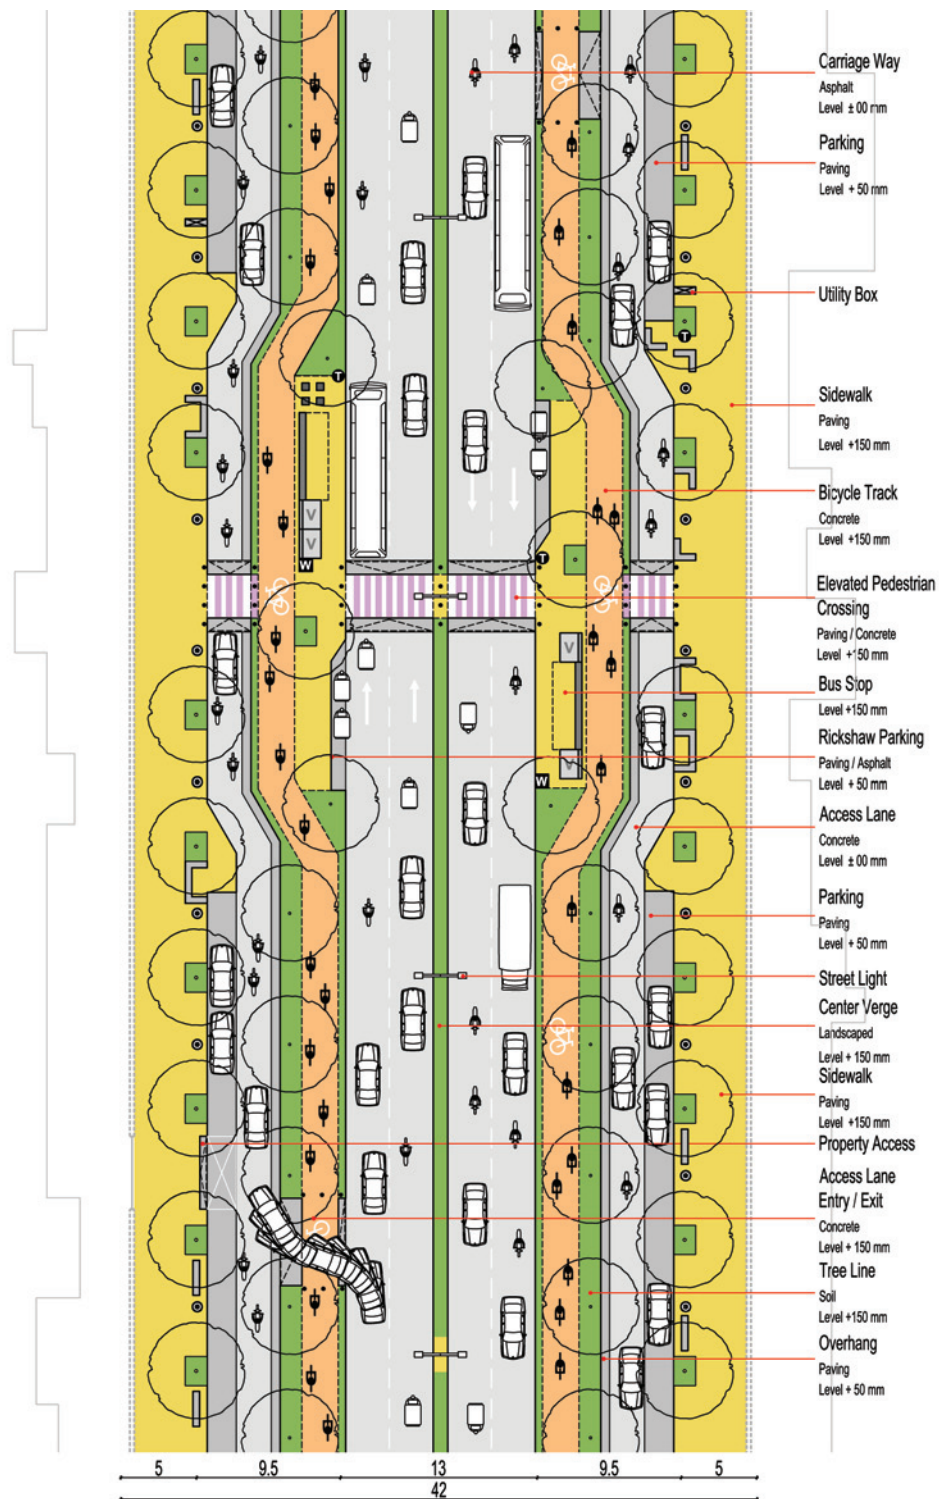 Carriage Way
Asphalt
Level ± 00 mm
Parking
Paving
Level + 50 mm
Utility Box
T
Sidewalk
Paving
Level +150 mm
T
Bicycle Track
Concrete
Level +150 mm
V
V
W
T
Elevated Pedestrian
Crossing
Paving / Concrete
Level +150 mm
V
Bus Stop
Level +150 mm
Rickshaw Parking
Paving / Asphalt
Level + 50 mm
V
W
Access Lane
Concrete
Level ± 00 mm
Parking
Paving
Level + 50 mm
Street Light
Center Verge
Landscaped
Level + 150 mm
Sidewalk
Paving
Level +150 mm
Property Access
Access Lane
Entry / Exit
Concrete
Level + 150 mm
Tree Line
Soil
Level +150 mm
Overhang
Paving
Level + 50 mm
5 9.5 13 9.5 5
42